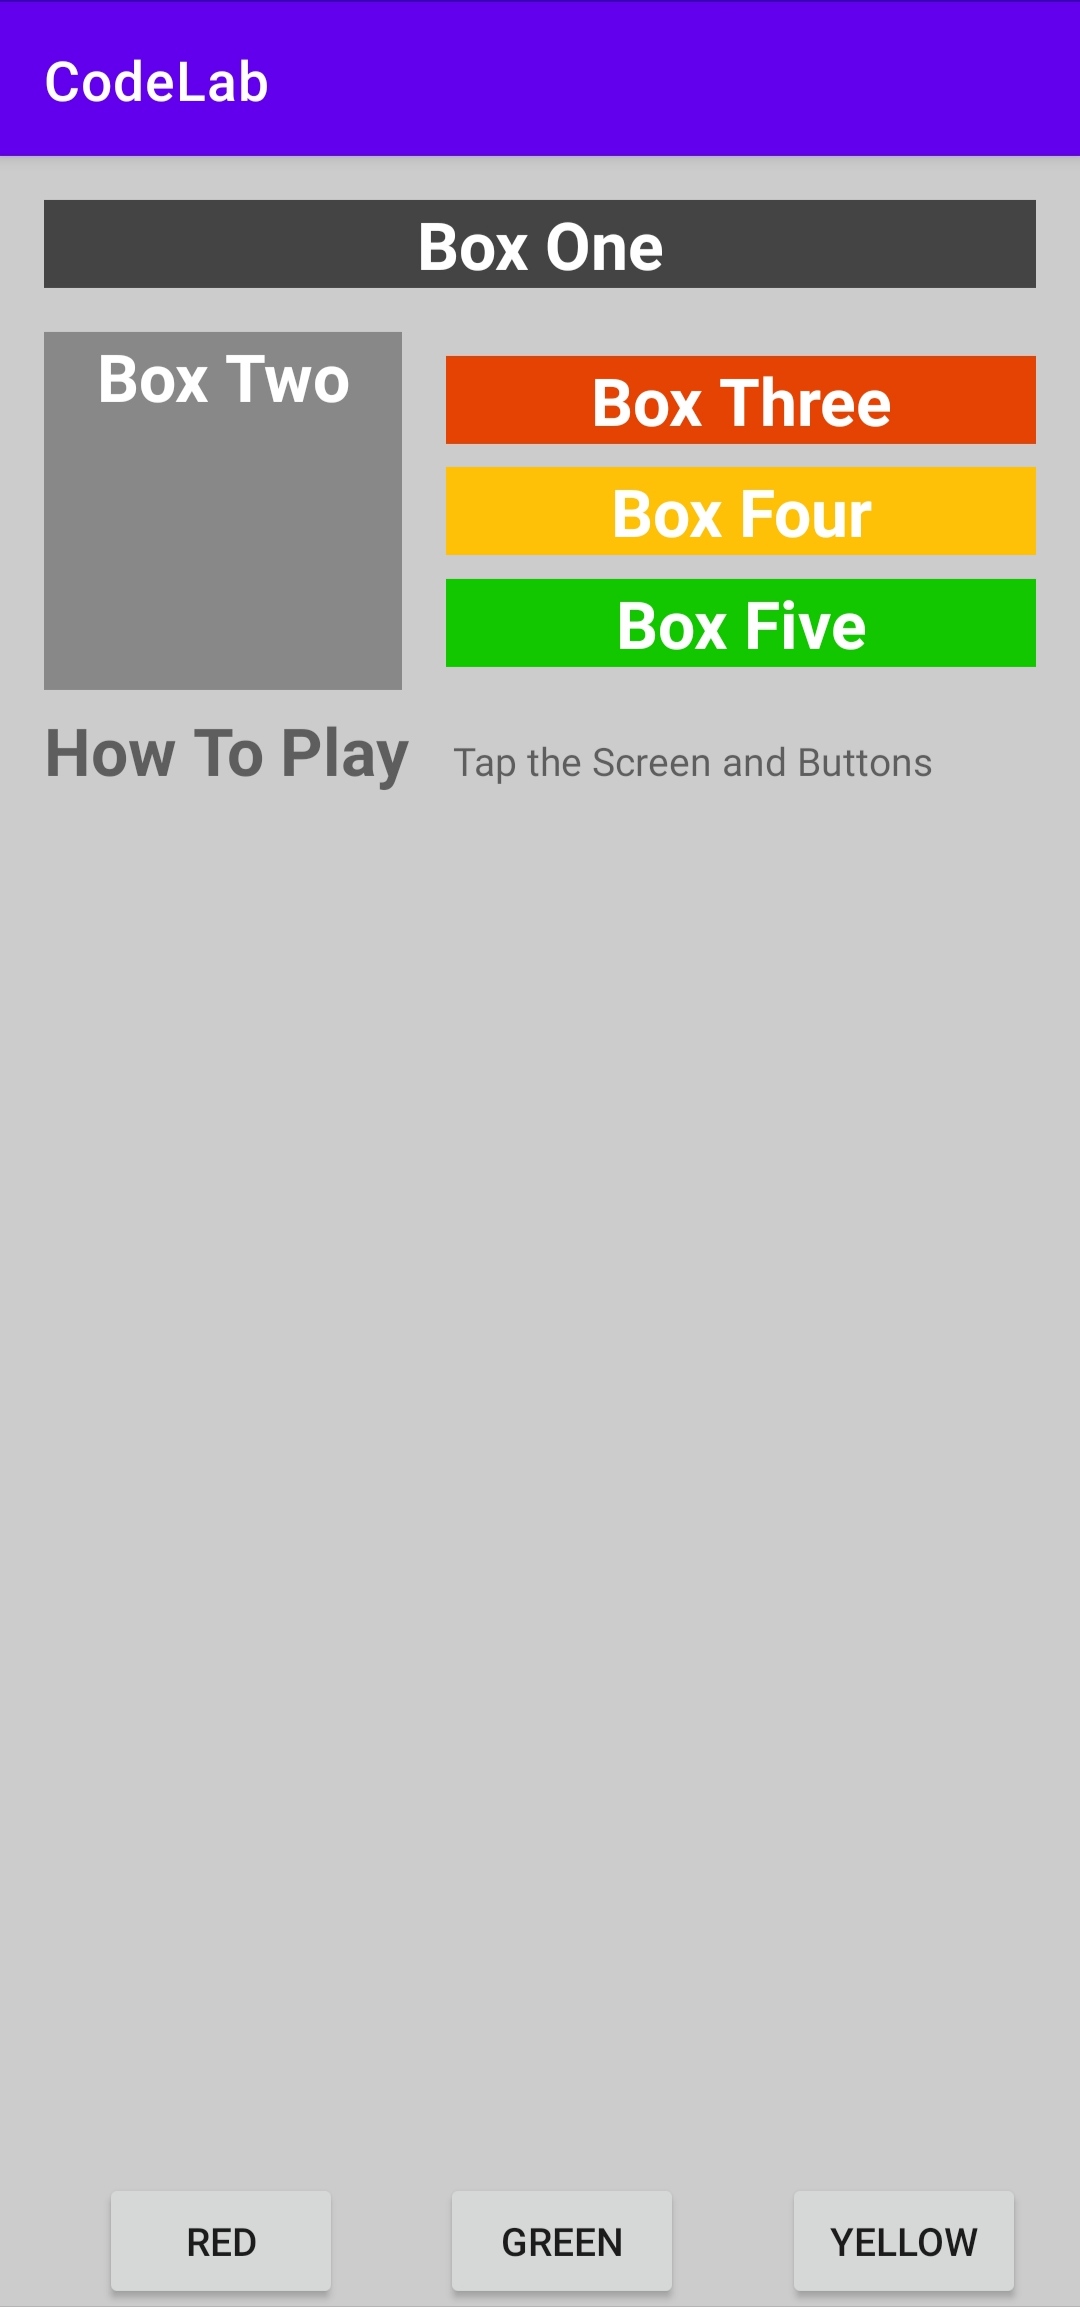 CodeLab
Box One
Box Two
Box Three
Box Four
Box Five
How To Play Tap the Screen and Buttons
RED GREEN YELLOW